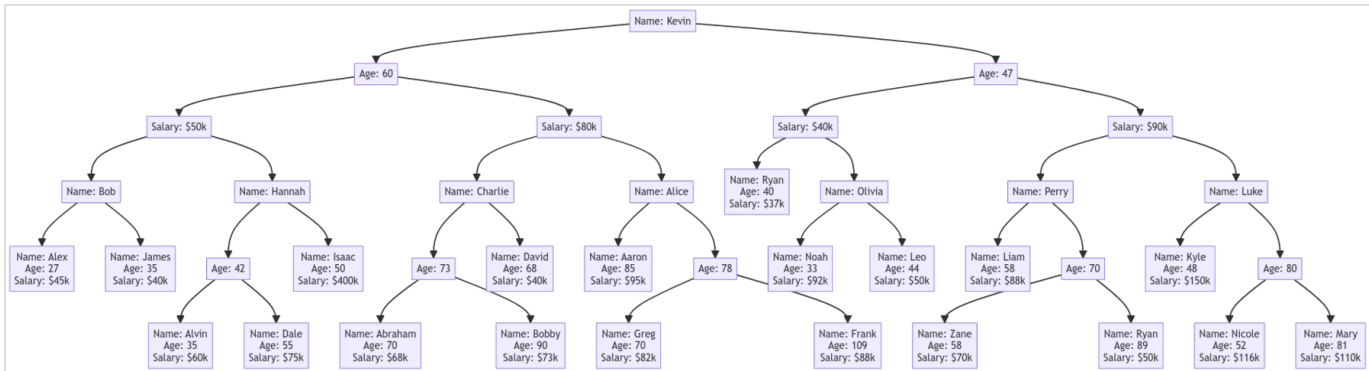 Name: Kevin
Age: 60
Age: 47
Salary: $50k
Salary: $80k
Salary: $40k
Salary: $90k
Name: Bob
Name: Hannah
Name: Charlie
Name: Alice
Name: Ryan
Age: 40
Salary: $37k
Name: Olivia
Name: Perry
Name: Luke
Name: Alex
Age: 27
Salary: $45k
Name: James
Age: 35
Salary: $40k
Age: 42
Name: Isaac
Age: 50
Salary: $400k
Age: 73
Name: David
Age: 68
Salary: $40k
Name: Aaron
Age: 85
Salary: $95k
Age: 78
Name: Noah
Age: 33
Salary: $92k
Name: Leo
Age: 44
Salary: $50k
Name: Liam
Age: 58
Salary: $88k
Age: 70
Name: Kyle
Age: 48
Salary: $150k
Age: 80
Name: Alvin
Age: 35
Salary: $60k
Name: Dale
Age: 55
Salary: $75k
Name: Abraham
Age: 70
Salary: $68k
Name: Bobby
Age: 90
Salary: $73k
Name: Greg
Age: 70
Salary: $82k
Name: Frank
Age: 109
Salary: $88k
Name: Zane
Age: 58
Salary: $70k
Name: Ryan
Age: 89
Salary: $50k
Name: Nicole
Age: 52
Salary: $116k
Name: Mary
Age: 81
Salary: $110k